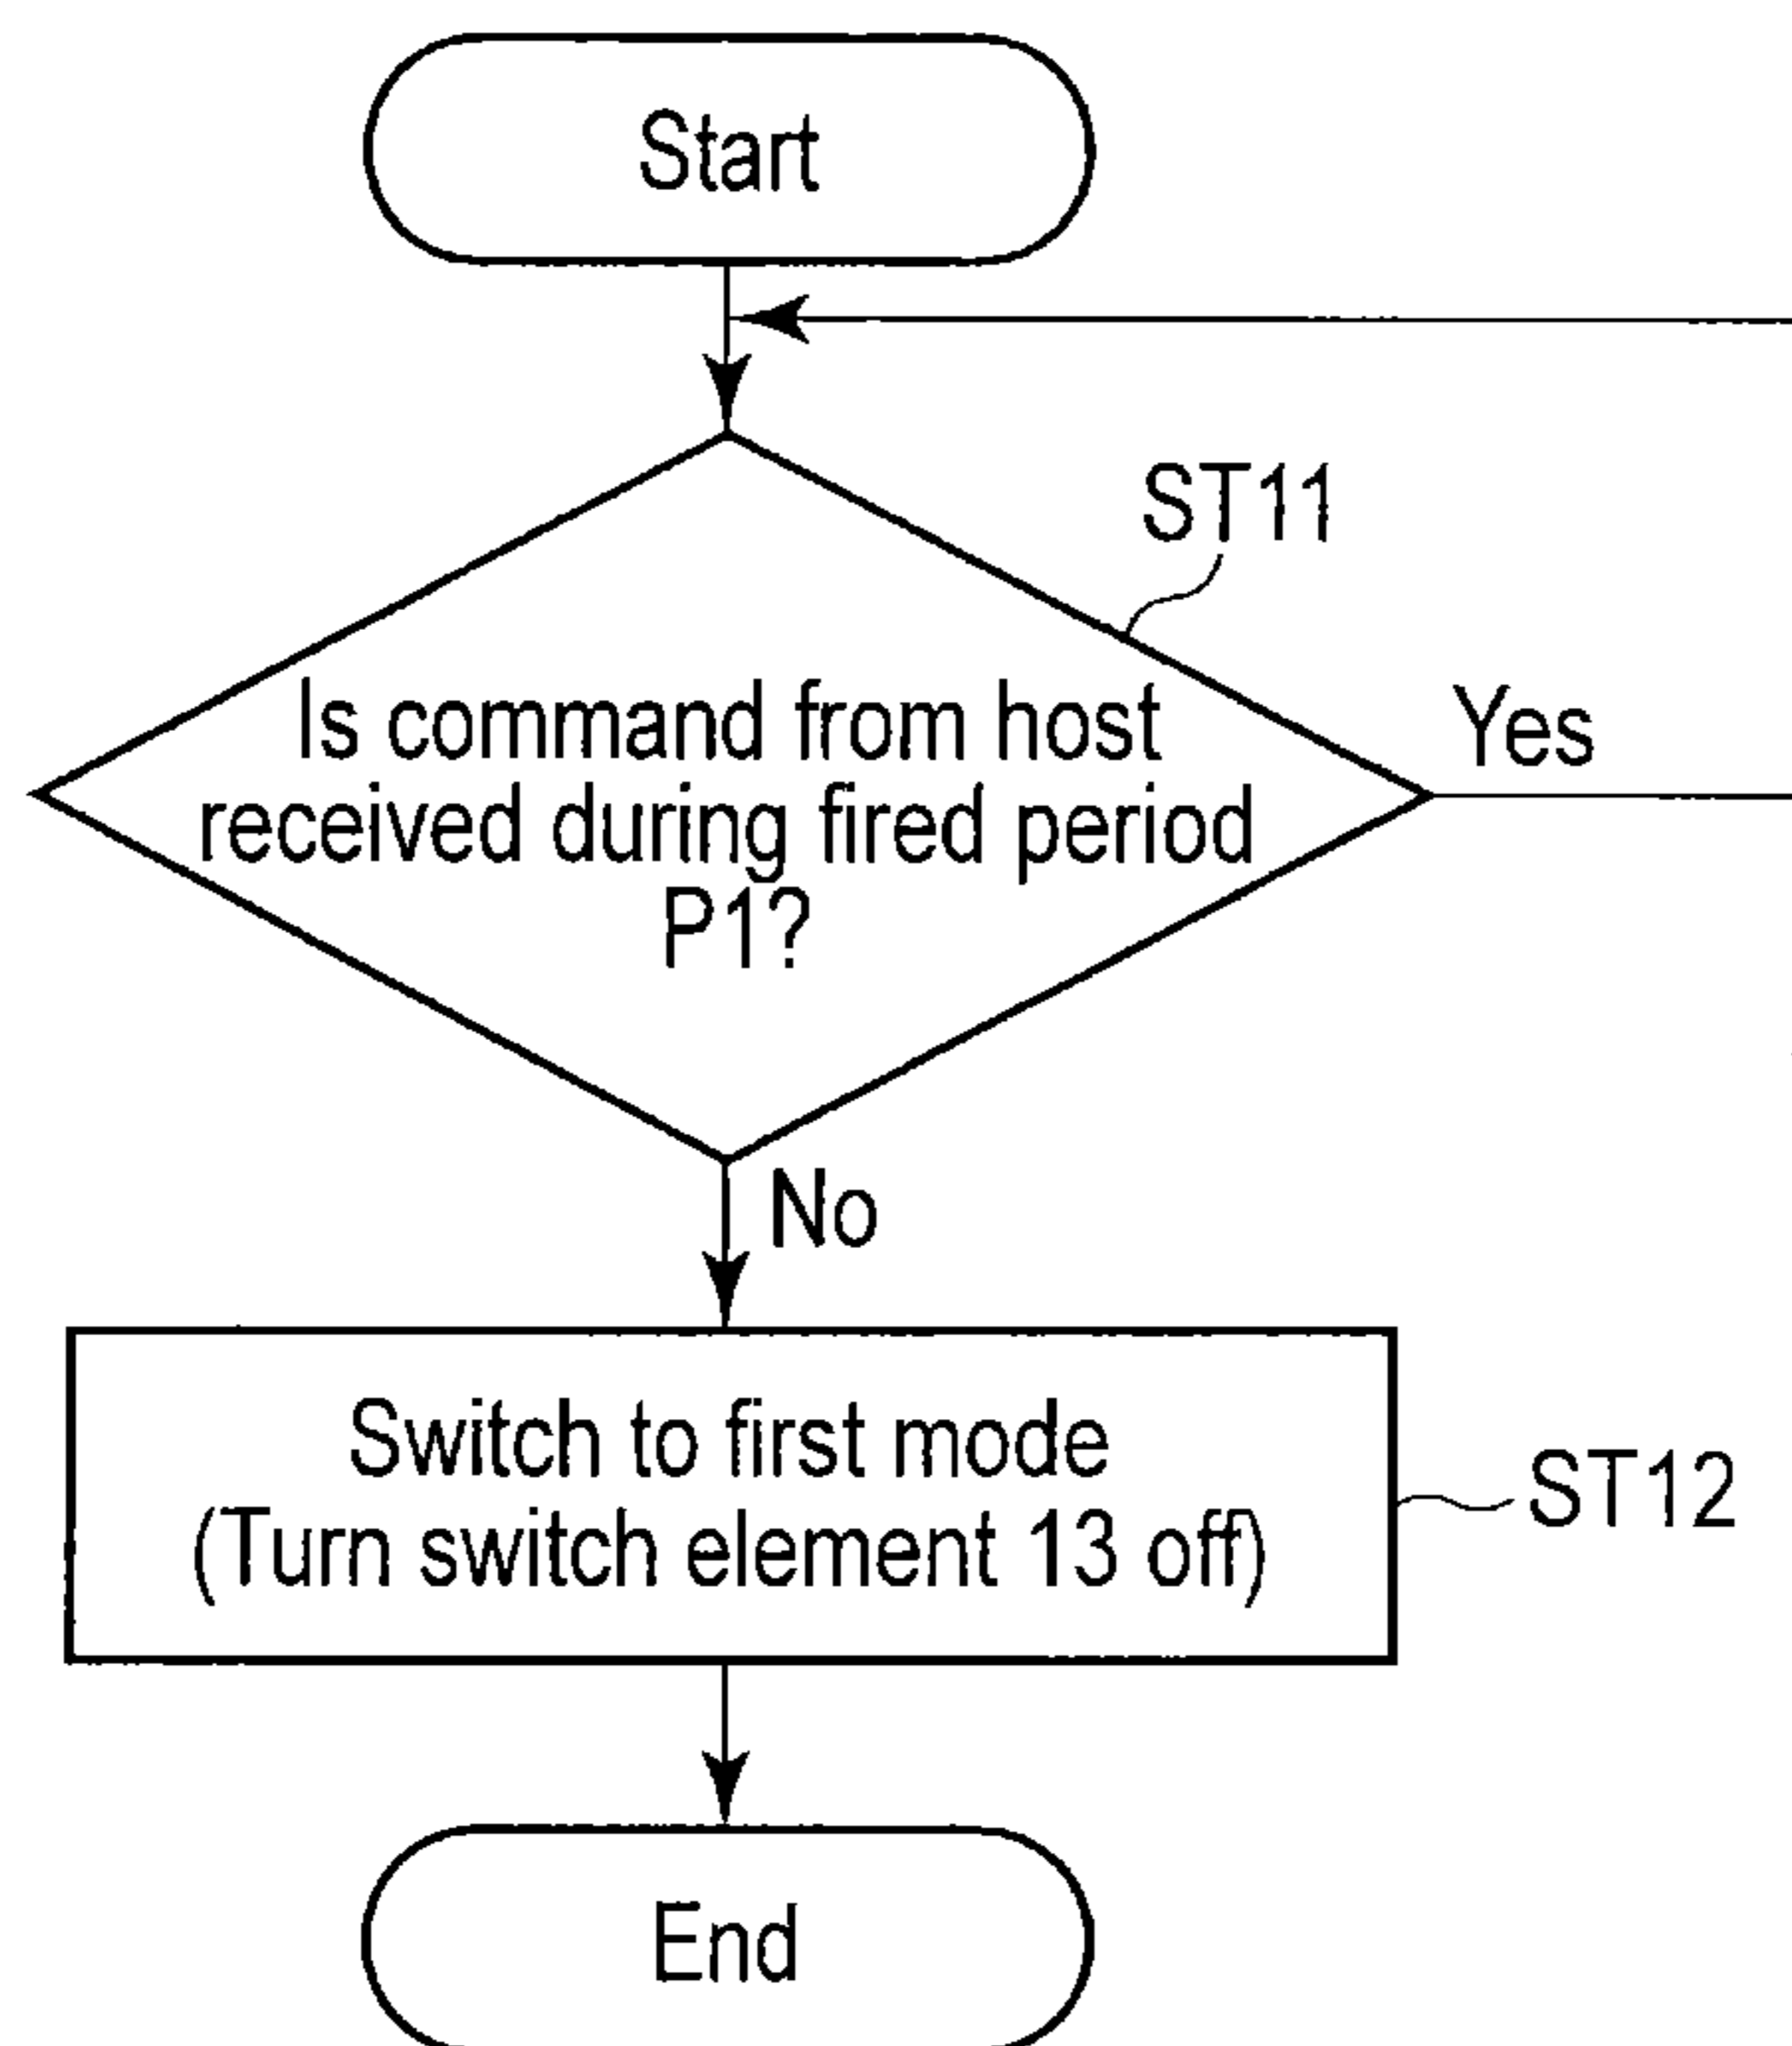 Start
ST11
Is command from host
received during fired period
P1?
Yes
No
Switch to first mode
(Turn switch element 13 off)
ST12
End